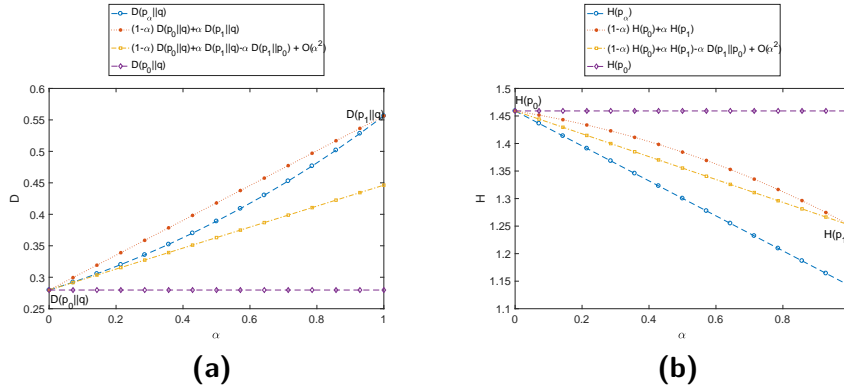 D(p_α||q)
(1-α) D(p_0||q)+α D(p_1||q)
(1-α) D(p_0||q)+α D(p_1||q)-α D(p_1||p_0) + O(α^2)
D(p_0||q)
0.6
0.55
0.5
0.45
0.4
0.35
0.3
0.25
D
D(p_1||q)
D(p_0||q)
0 0.2 0.4 0.6 0.8 1
α
(a)
H(p_α)
(1-α) H(p_0)+α H(p_1)
(1-α) H(p_0)+α H(p_1)-α D(p_1||p_0) + O(α^2)
H(p_0)
1.5
1.45
1.4
1.35
1.3
1.25
1.2
1.15
1.1
H
H(p_0)
H(p_1
0 0.2 0.4 0.6 0.8
α
(b)